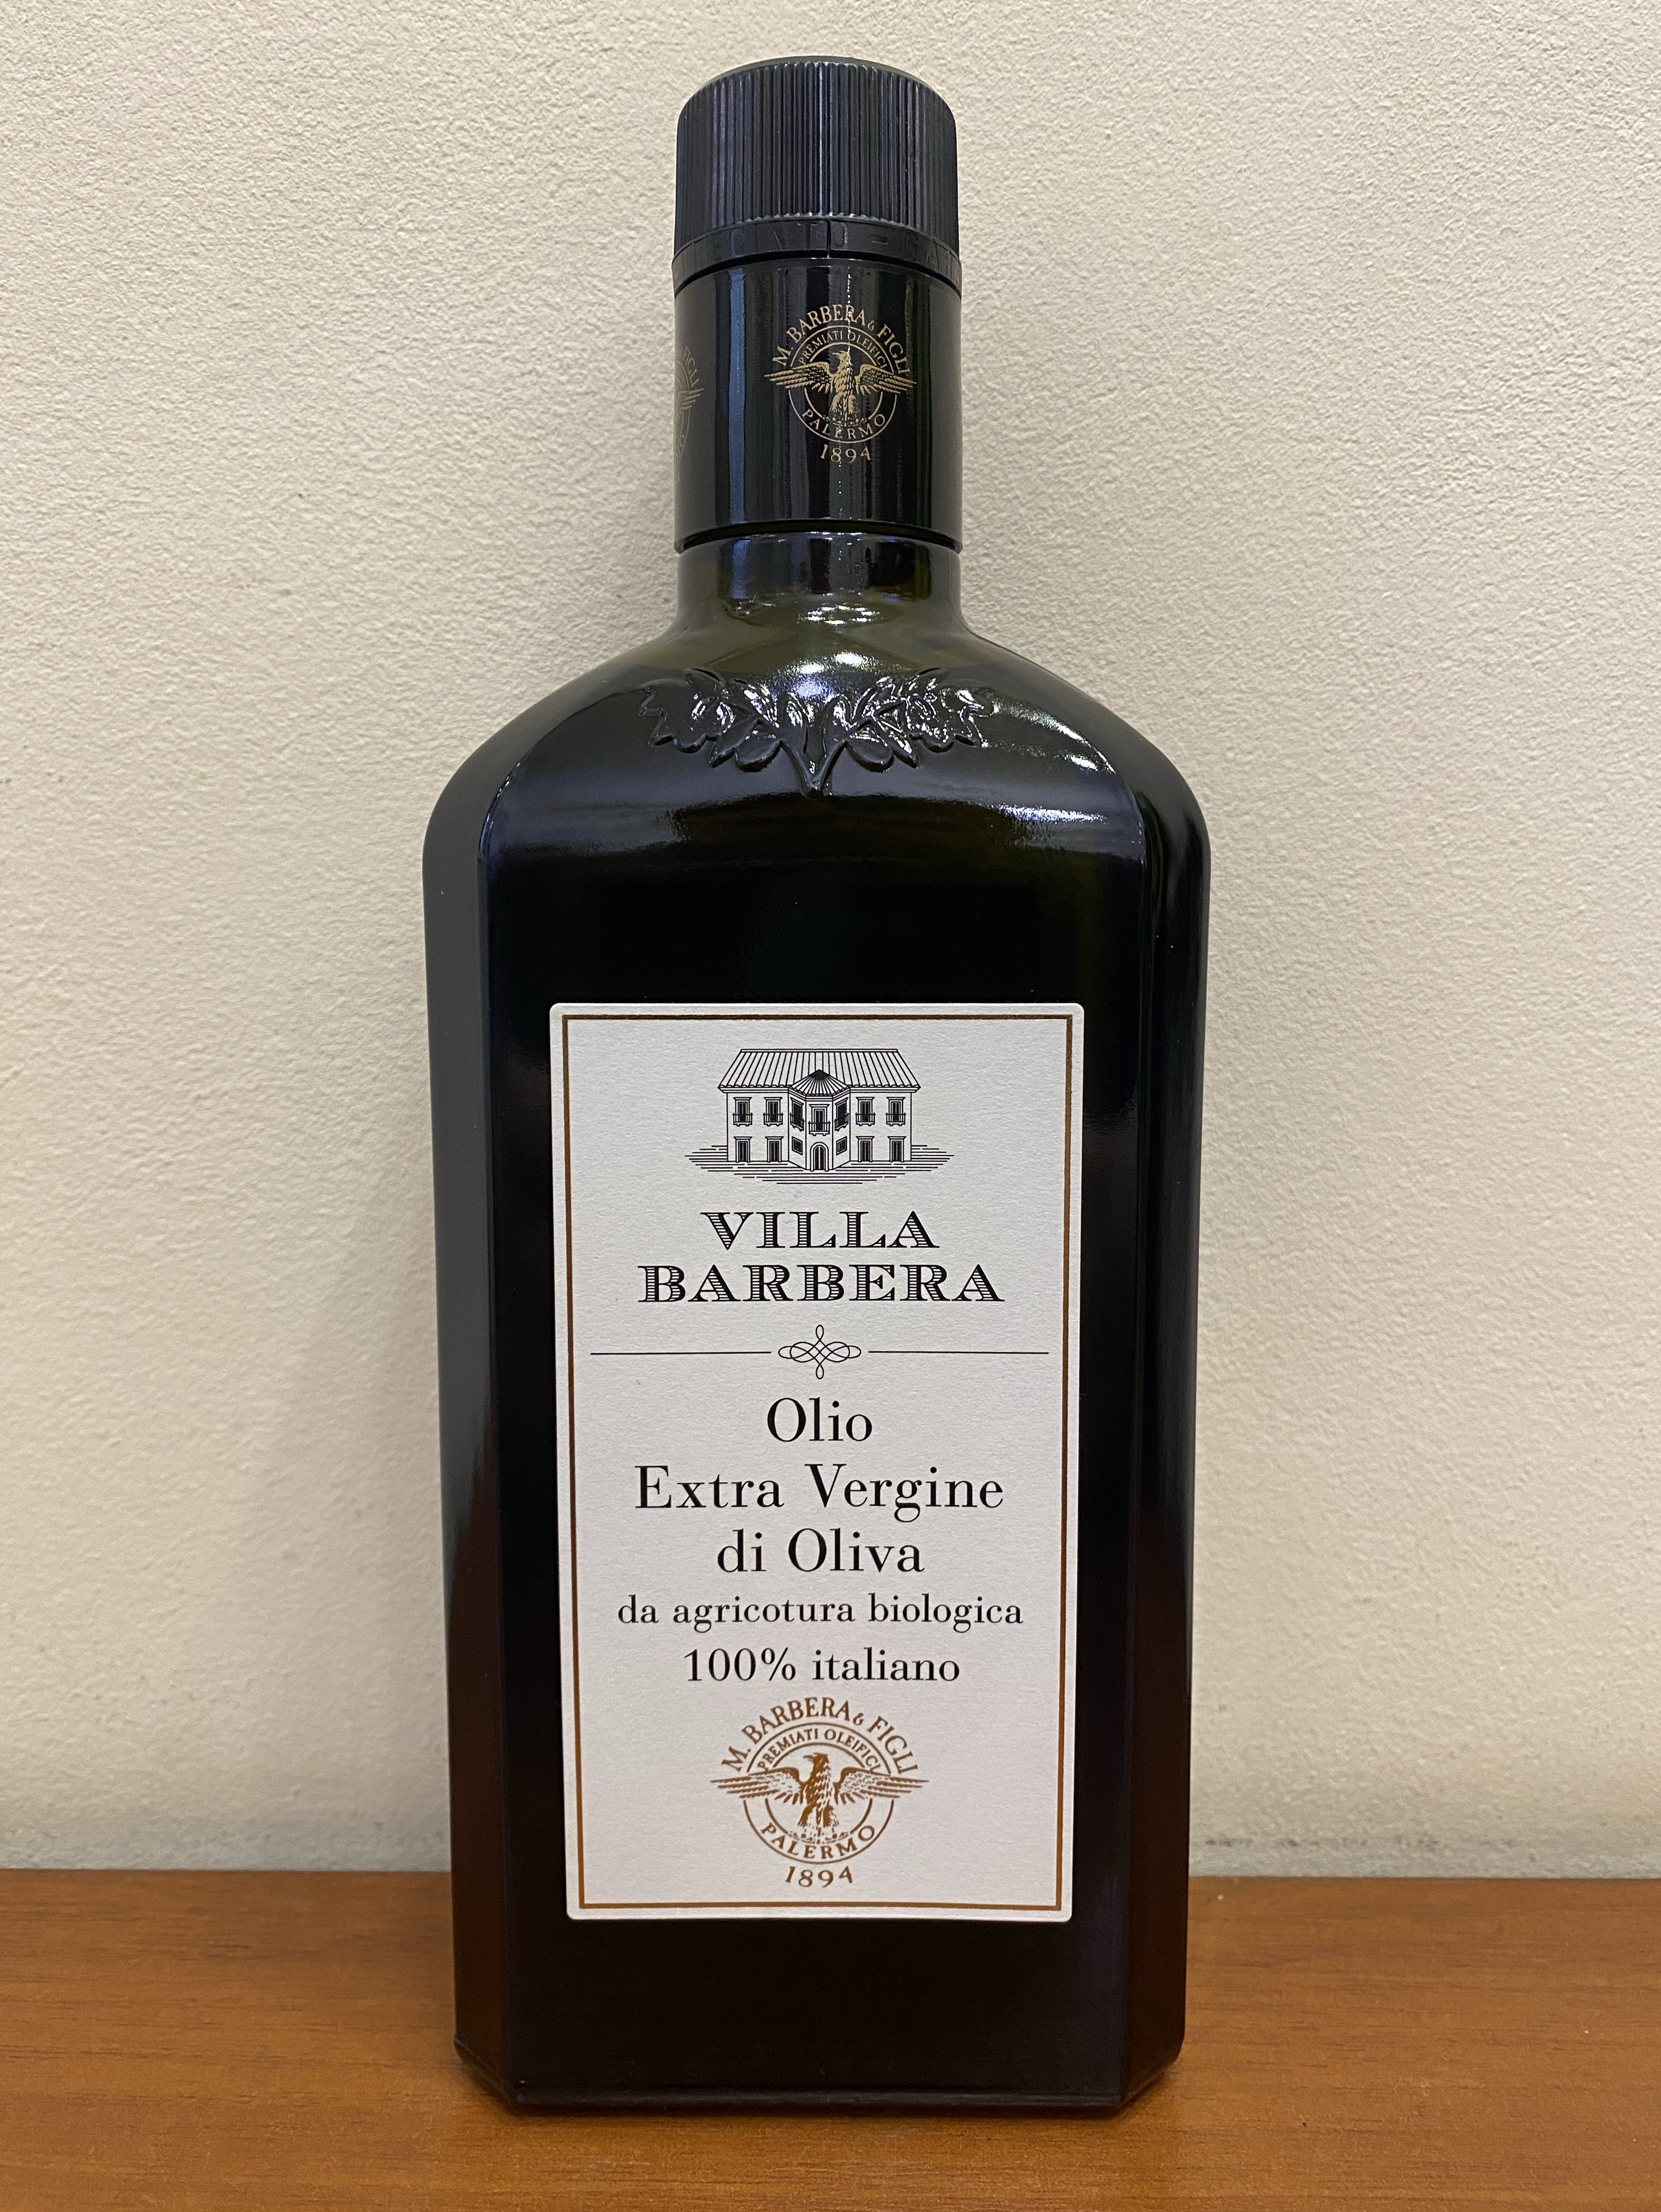 M. BARBERA & FIGLI
PREMIATI OLEIFICI
PALERMO
1894
VILLA
BARBERA
Olio
Extra Vergine
di Oliva
da agricotura biologica
100% italiano
M. BARBERA & FIGLI
PREMIATI OLEIFICI
PALERMO
1894